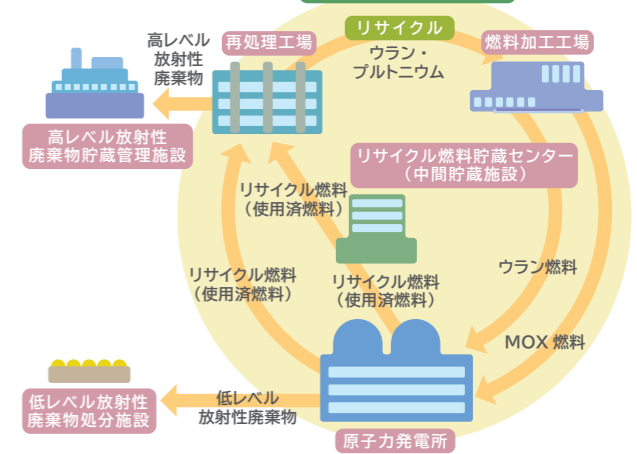 リサイクル
高レベル
放射性
廃棄物
再処理工場
ウラン・
プルトニウム
燃料加工工場
高レベル放射性
廃棄物貯蔵管理施設
リサイクル燃料貯蔵センター
（中間貯蔵施設）
リサイクル燃料
（使用済燃料）
リサイクル燃料
（使用済燃料）
リサイクル燃料
（使用済燃料）
ウラン燃料
MOX 燃料
低レベル放射性
廃棄物処分施設
低レベル
放射性廃棄物
原子力発電所